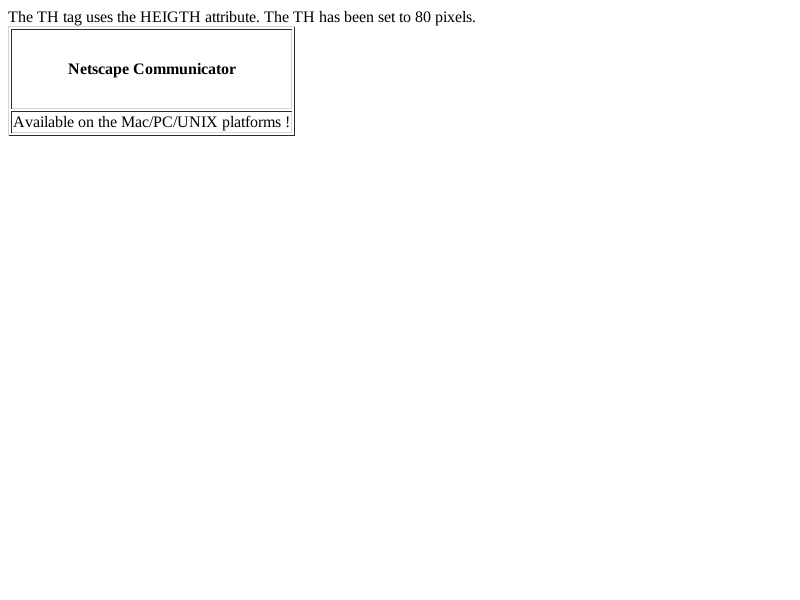 The TH tag uses the HEIGTH attribute. The TH has been set to 80 pixels.
Netscape Communicator
Available on the Mac/PC/UNIX platforms !